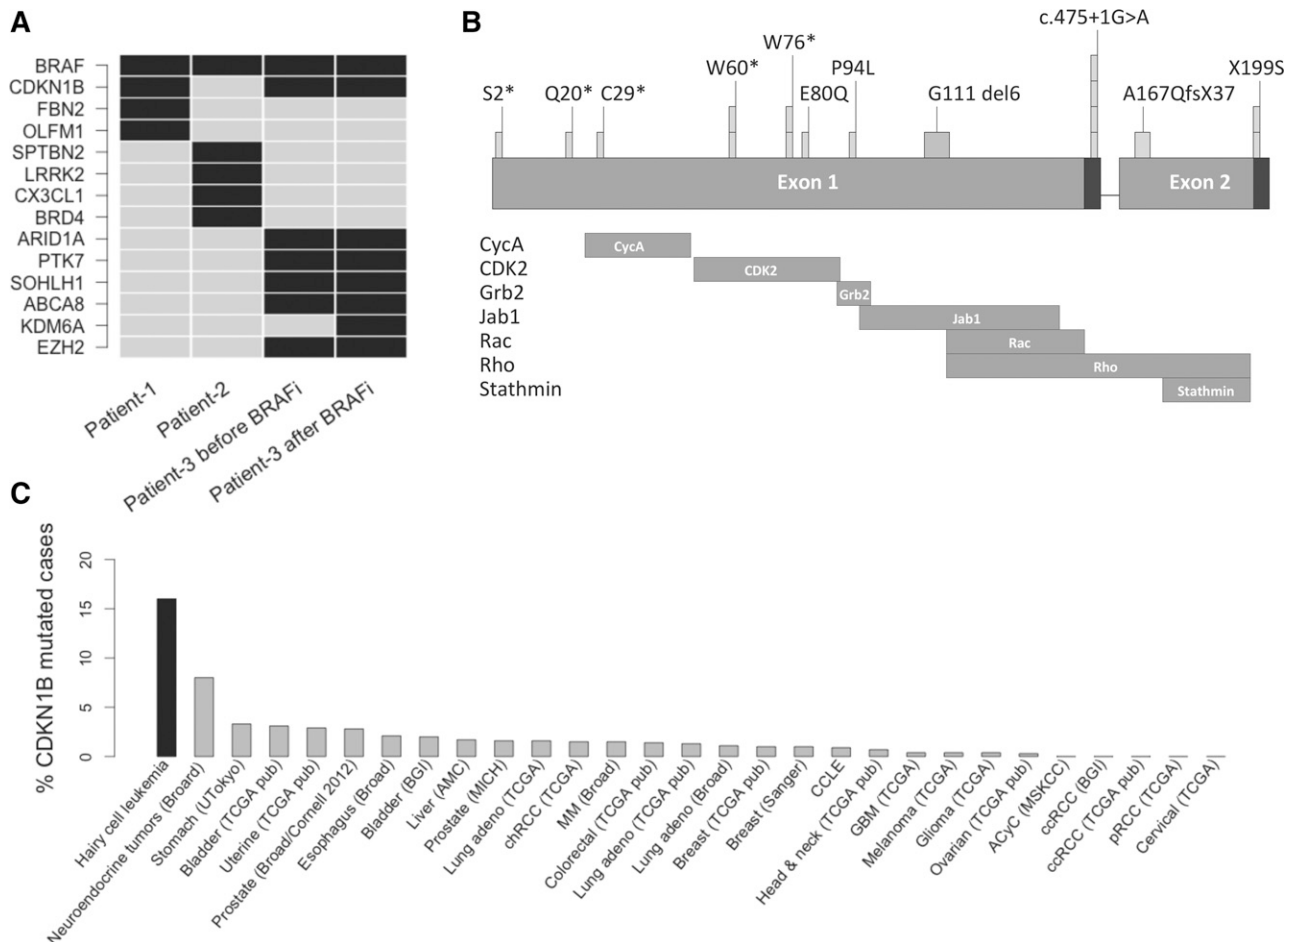 A
BRAF
CDKN1B
FBN2
OLFM1
SPTBN2
LRRK2
CX3CL1
BRD4
ARID1A
PTK7
SOHLH1
ABCA8
KDM6A
EZH2
Patient-1
Patient-2
Patient-3 before BRAFi
Patient-3 after BRAFi
B
c.475+1G>A
W76*
W60*
P94L
X199S
S2*
Q20*
C29*
E80Q
G111 del6
A167QfsX37
Exon 1
Exon 2
CycA
CycA
CDK2
CDK2
Grb2
Grb2
Jab1
Jab1
Rac
Rac
Rho
Rho
Stathmin
Stathmin
C
% CDKN1B mutated cases
20
15
10
5
0
Hairy cell leukemia
Neuroendocrine tumors (Broard)
Stomach (UTokyo)
Bladder (TCGA pub)
Uterine (TCGA pub)
Prostate (Broad/Cornell 2012)
Esophagus (Broad)
Bladder (BGI)
Liver (AMC)
Prostate (MICH)
Lung adeno (TCGA)
chRCC (TCGA)
MM (Broad)
Colorectal (TCGA pub)
Lung adeno (TCGA pub)
Lung adeno (Broad)
Breast (TCGA pub)
Breast (Sanger)
CCLE
Head & neck (TCGA pub)
GBM (TCGA)
Melanoma (TCGA)
Glioma (TCGA)
Ovarian (TCGA pub)
ACyC (MSKCC)
ccRCC (BGI)
ccRCC (TCGA pub)
pRCC (TCGA)
Cervical (TCGA)